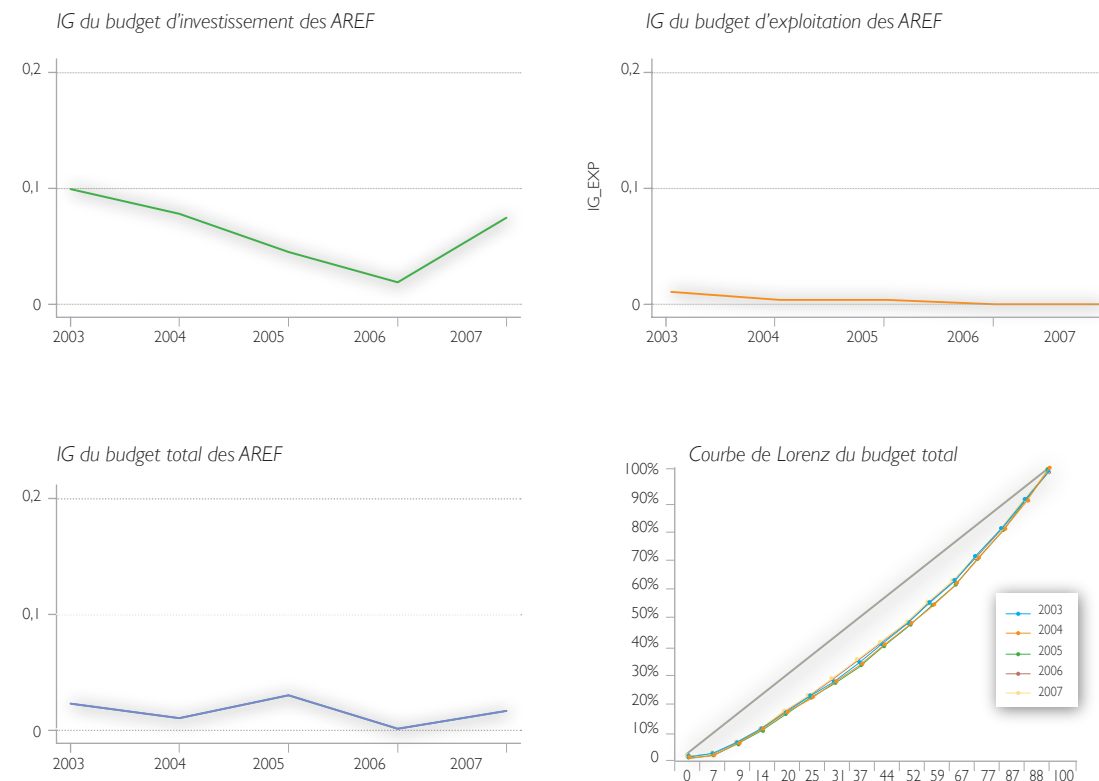 IG du budget d'investissement des AREF
0,2
0,1
0
2003 2004 2005 2006 2007
IG du budget d'exploitation des AREF
IG_EXP
0,2
0,1
0
2003 2004 2005 2006 2007
IG du budget total des AREF
0,2
0,1
0
2003 2004 2005 2006 2007
Courbe de Lorenz du budget total
100%
90%
80%
70%
60%
50%
40%
30%
20%
10%
0
0 7 9 14 20 25 31 37 44 52 59 67 77 87 88 100
2003
2004
2005
2006
2007